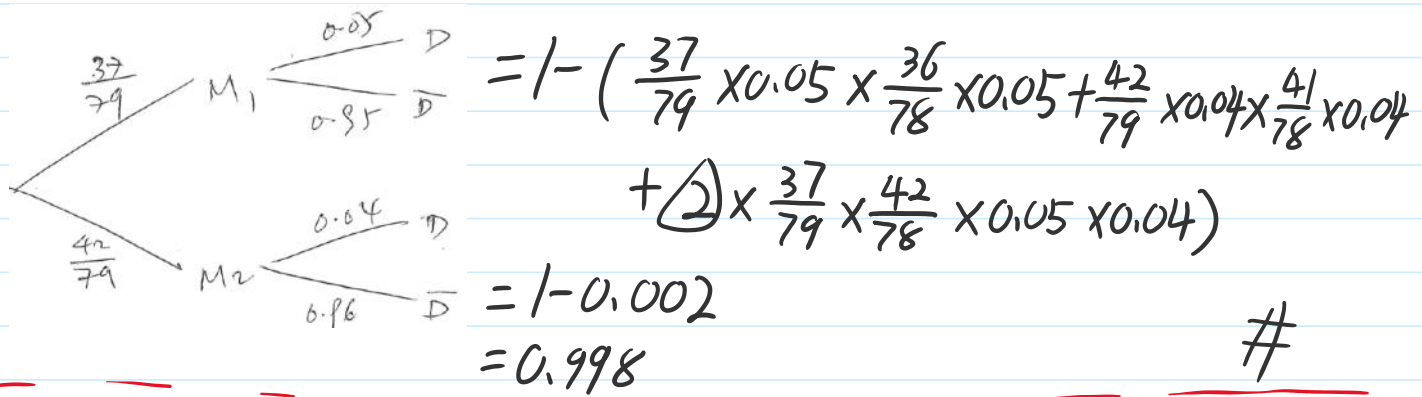 37/79 M₁ 0.05 D
0.95 D̅
42/79 M₂ 0.04 D
0.96 D̅
=1-(37/79 ×0.05 × 36/78 ×0.05+ 42/79 ×0.04× 41/78 ×0.04
+②× 37/79 × 42/78 ×0.05 ×0.04)
=1-0.002
=0.998
#